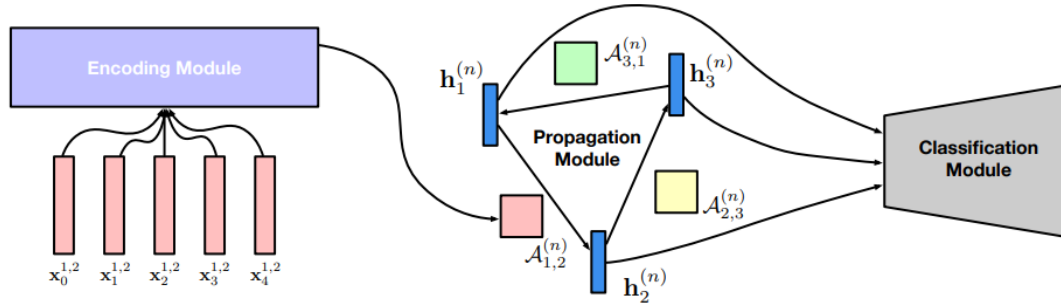 Encoding Module
x_0^{1,2} x_1^{1,2} x_2^{1,2} x_3^{1,2} x_4^{1,2}
h_1^{(n)}
A_{3,1}^{(n)}
h_3^{(n)}
Propagation
Module
A_{1,2}^{(n)}
A_{2,3}^{(n)}
h_2^{(n)}
Classification
Module